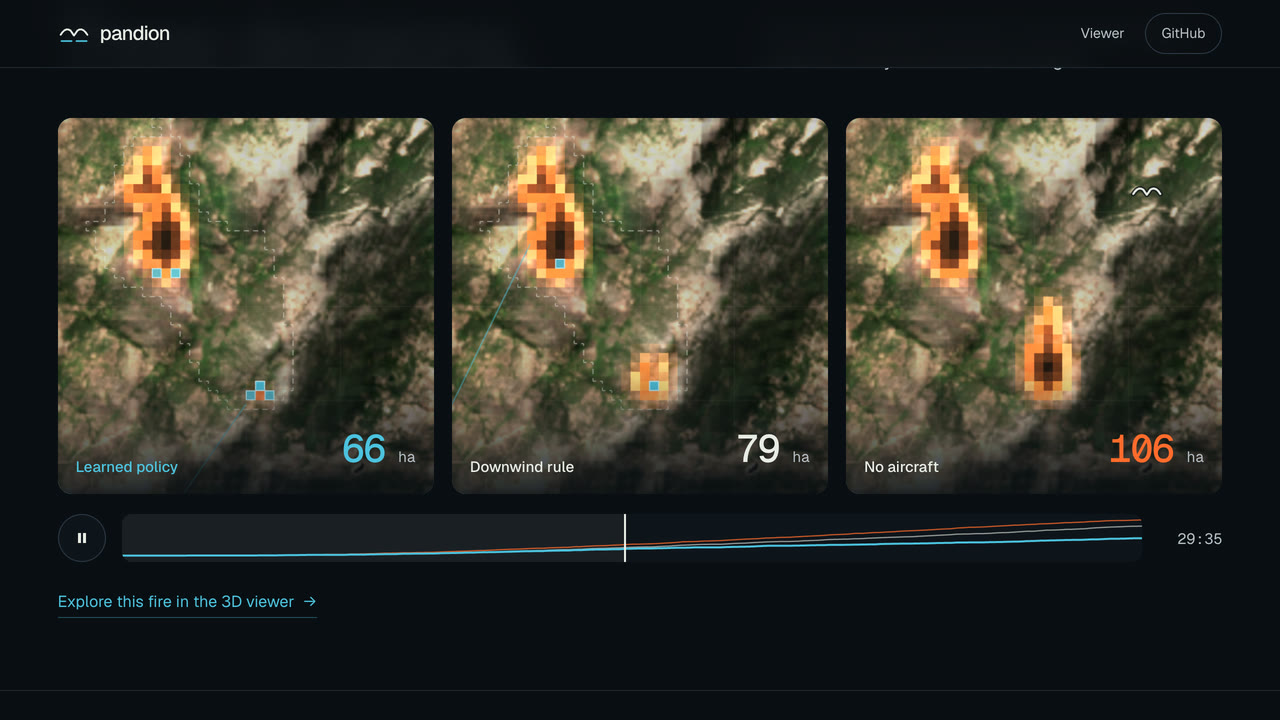 pandion
Viewer
GitHub
Learned policy
66 ha
Downwind rule
79 ha
No aircraft
106 ha
29:35
Explore this fire in the 3D viewer →